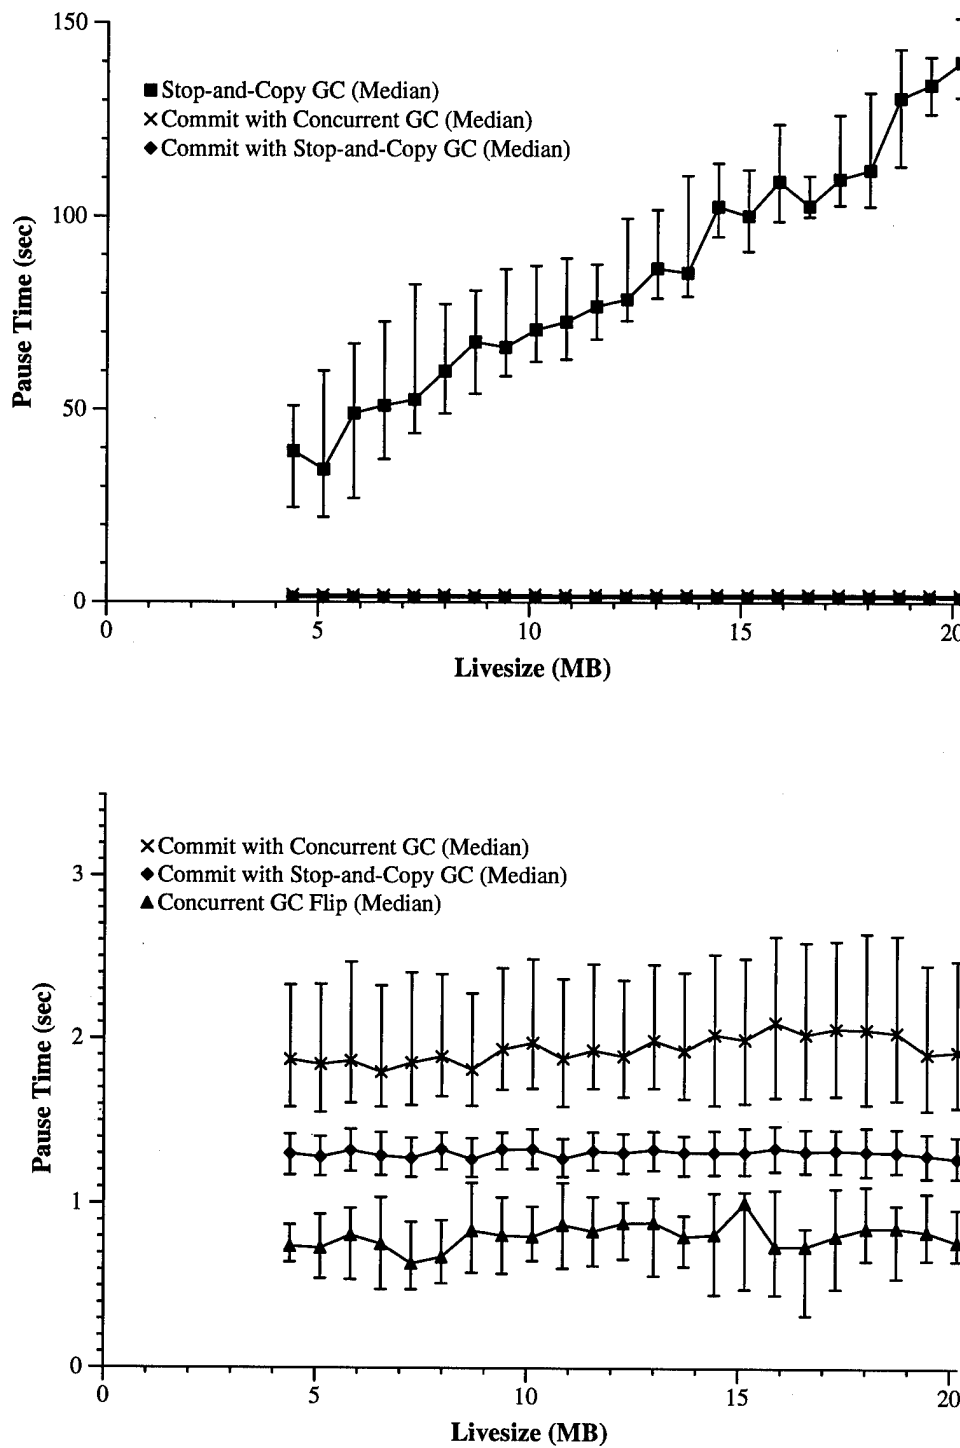 150
Stop-and-Copy GC (Median)
Commit with Concurrent GC (Median)
Commit with Stop-and-Copy GC (Median)
100
Pause Time (sec)
50
0
0 5 10 15 20
Livesize (MB)
Commit with Concurrent GC (Median)
3
Commit with Stop-and-Copy GC (Median)
Concurrent GC Flip (Median)
2
Pause Time (sec)
1
0
0 5 10 15 20
Livesize (MB)